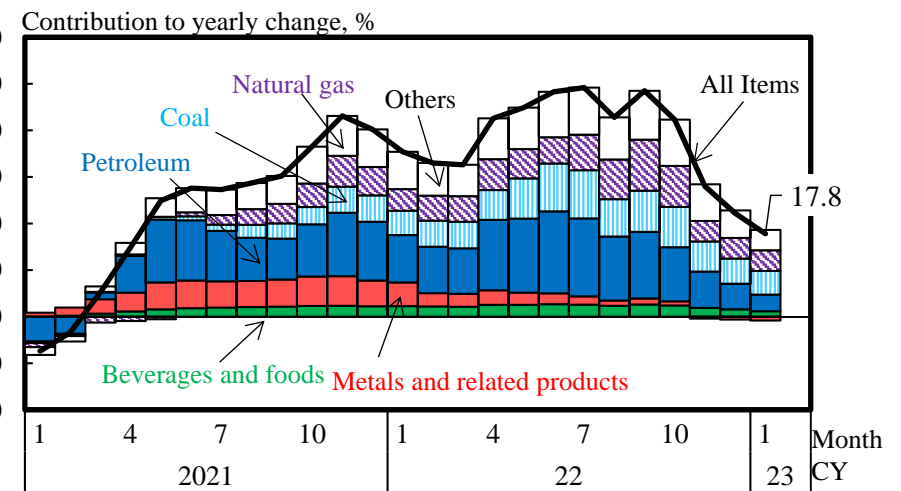 Contribution to yearly change, %
Natural gas
Others
All Items
Coal
Petroleum
17.8
Beverages and foods
Metals and related products
1 4 7 10 1 4 7 10 1 Month
2021 22 23 CY